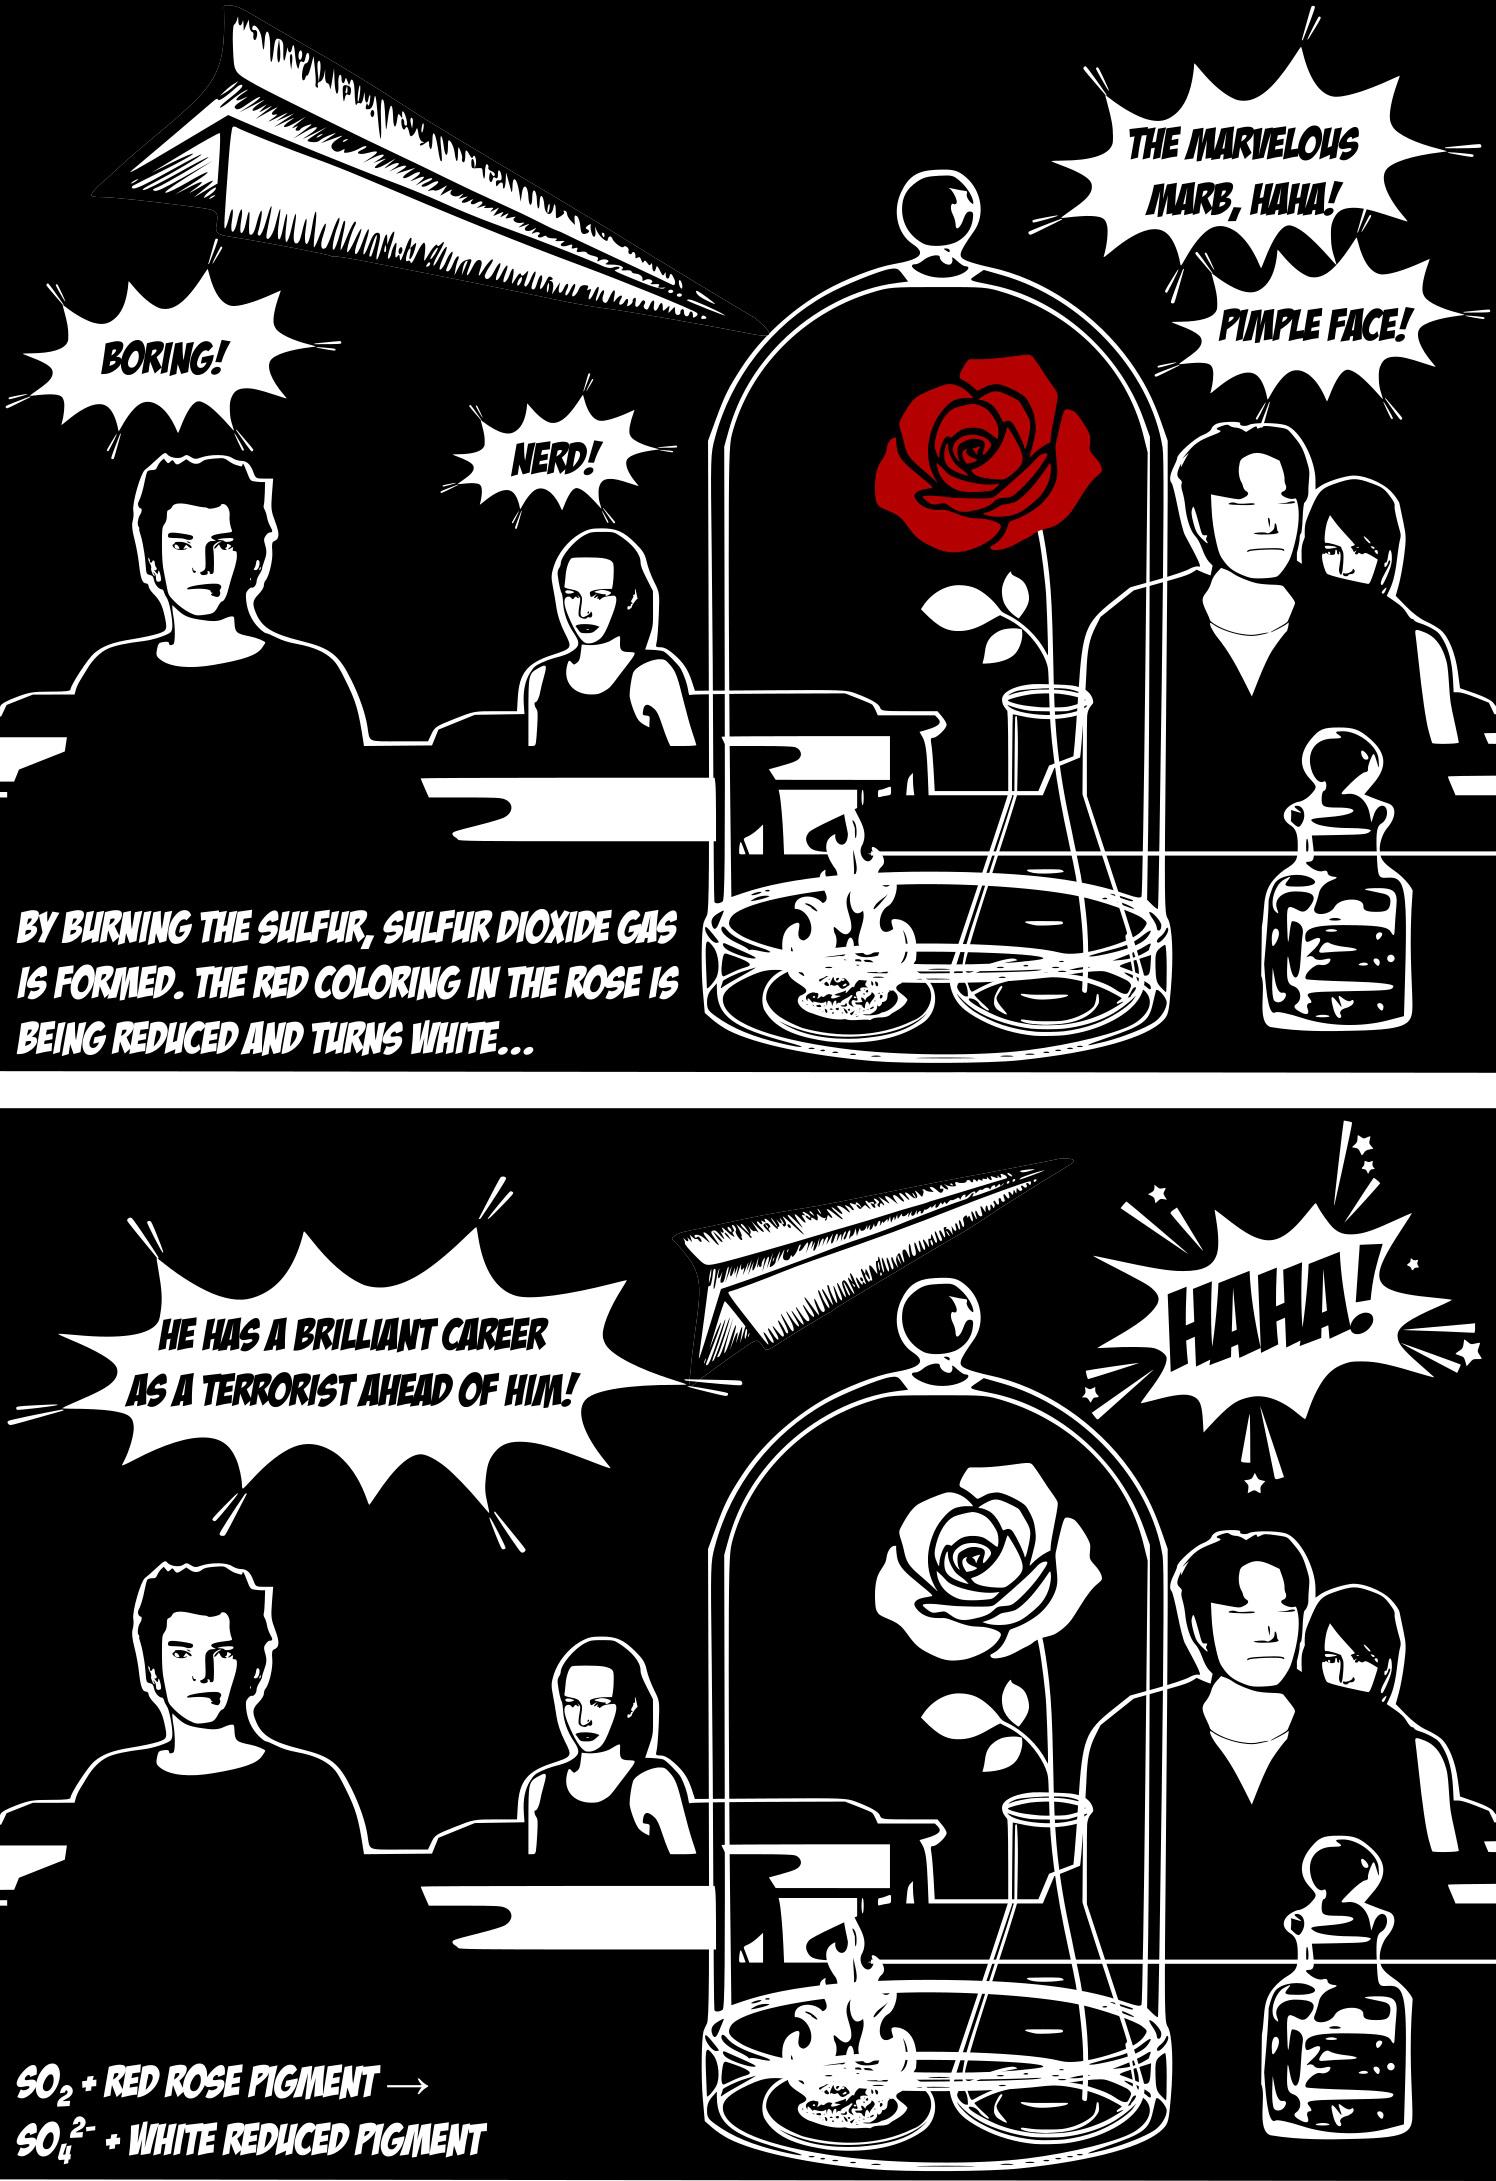 THE MARVELOUS
MARB, HAHA!
PIMPLE FACE!
BORING!
NERD!
BY BURNING THE SULFUR, SULFUR DIOXIDE GAS
IS FORMED. THE RED COLORING IN THE ROSE IS
BEING REDUCED AND TURNS WHITE...
HE HAS A BRILLIANT CAREER
AS A TERRORIST AHEAD OF HIM!
HAHA!
SO₂ + RED ROSE PIGMENT →
SO₄²⁻ + WHITE REDUCED PIGMENT